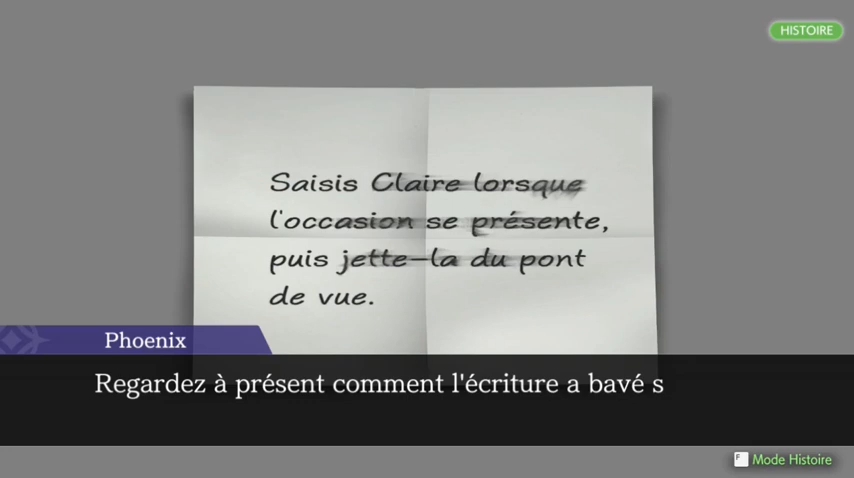 HISTOIRE
Saisis Claire lorsque
l'occasion se présente,
puis jette-la du pont
de vue.
Phoenix
Regardez à présent comment l'écriture a bavé s
F
Mode Histoire